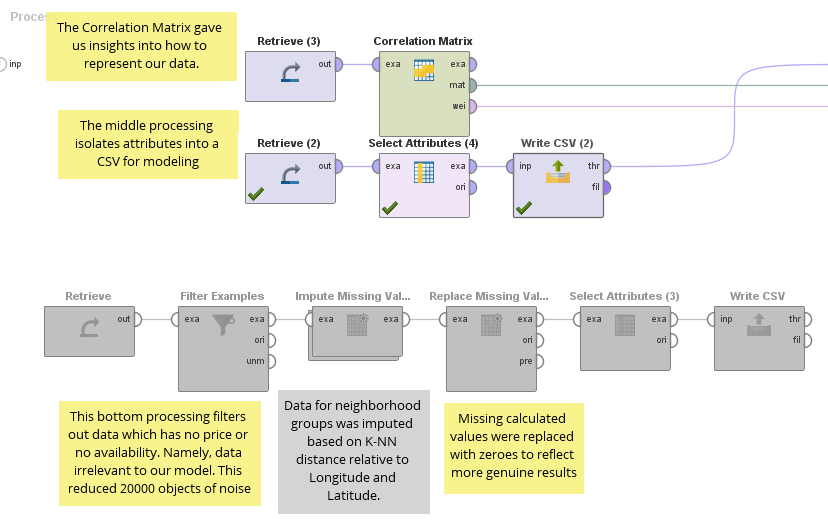 Process
The Correlation Matrix gave
us insights into how to
represent our data.
inp
Retrieve (3)
out
Correlation Matrix
exa
exa
mat
wei
The middle processing
isolates attributes into a
CSV for modeling
Retrieve (2)
out
Select Attributes (4)
exa
exa
ori
Write CSV (2)
inp
thr
fil
Retrieve
out
Filter Examples
exa
exa
ori
unm
Impute Missing Val...
exa
exa
Replace Missing Val...
exa
exa
ori
pre
Select Attributes (3)
exa
exa
ori
Write CSV
inp
thr
fil
This bottom processing filters
out data which has no price or
no availability. Namely, data
irrelevant to our model. This
reduced 20000 objects of noise
Data for neighborhood
groups was imputed
based on K-NN
distance relative to
Longitude and
Latitude.
Missing calculated
values were replaced
with zeroes to reflect
more genuine results